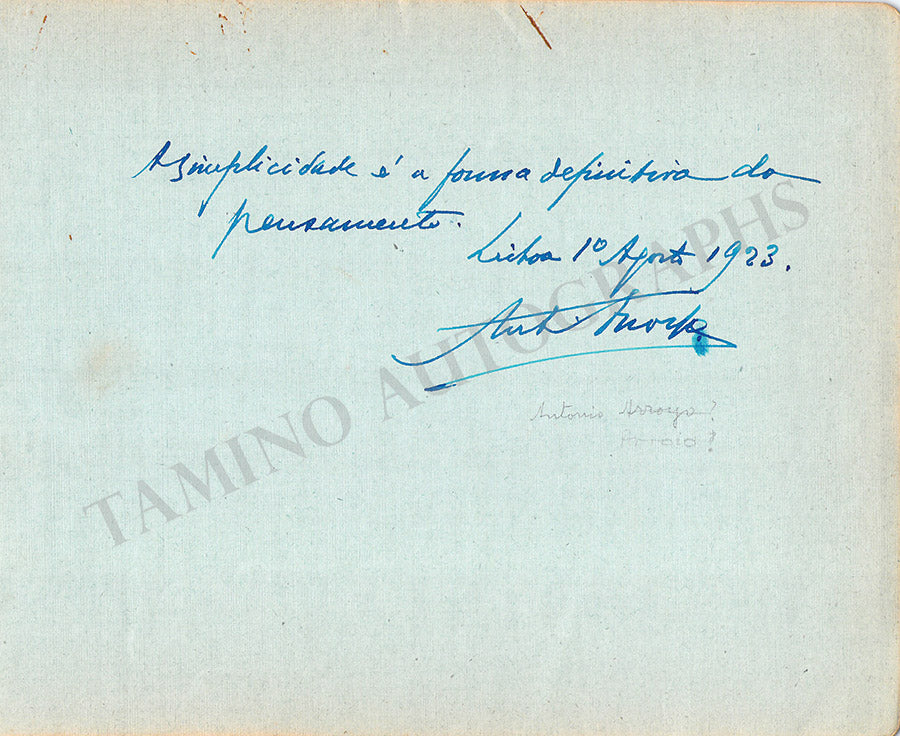 A simplicidade é a forma definitiva do
pensamento.
Lisboa 1º Agosto 1923.
Antonio Arroyo?
Arroio?
TAMINO AUTOGRAPHS